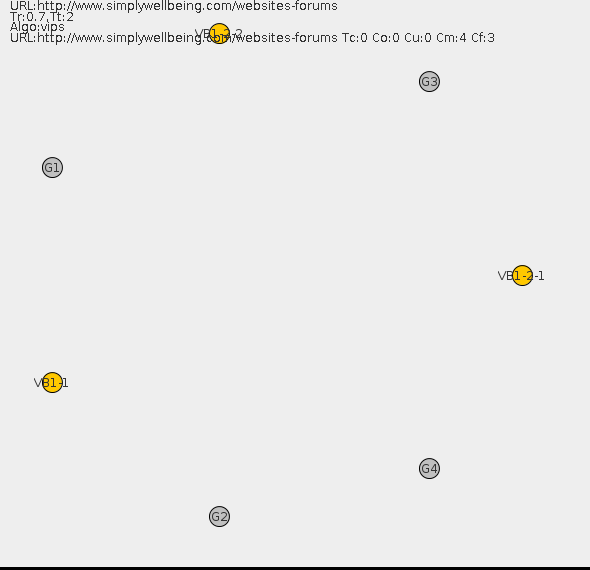 URL:http://www.simplywellbeing.com/websites-forums
Tr:0.7,Tt:2
Algo:vips
VB1-2-2
URL:http://www.simplywellbeing.com/websites-forums Tc:0 Co:0 Cu:0 Cm:4 Cf:3
G3
G1
VB1-2-1
VB1-1
G4
G2